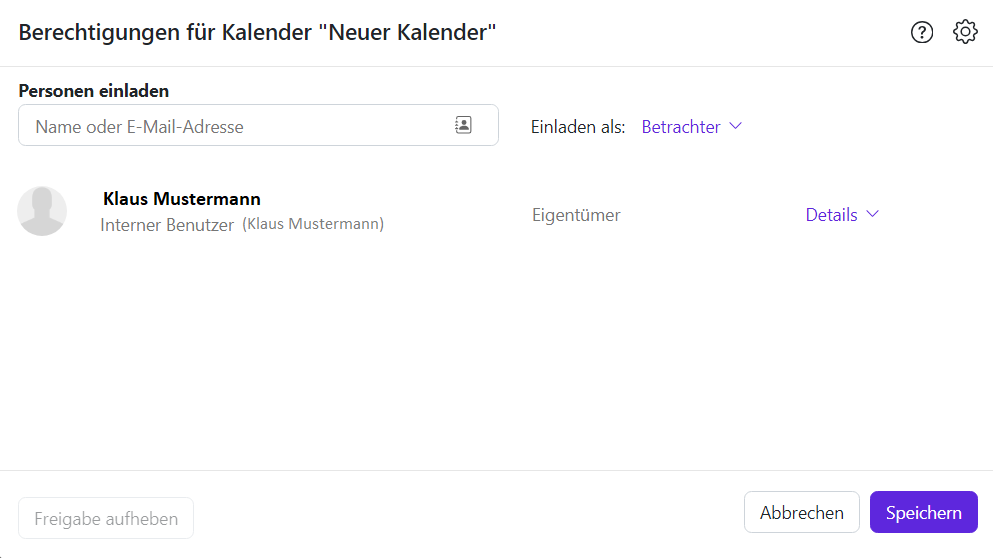 Berechtigungen für Kalender "Neuer Kalender"
Personen einladen
Name oder E-Mail-Adresse
Einladen als: Betrachter
Klaus Mustermann
Interner Benutzer (Klaus Mustermann)
Eigentümer
Details
Freigabe aufheben
Abbrechen
Speichern